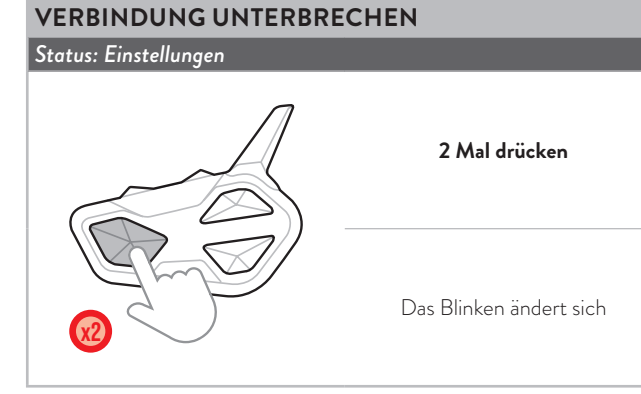 VERBINDUNG UNTERBRECHEN
Status: Einstellungen
2 Mal drücken
Das Blinken ändert sich
x2